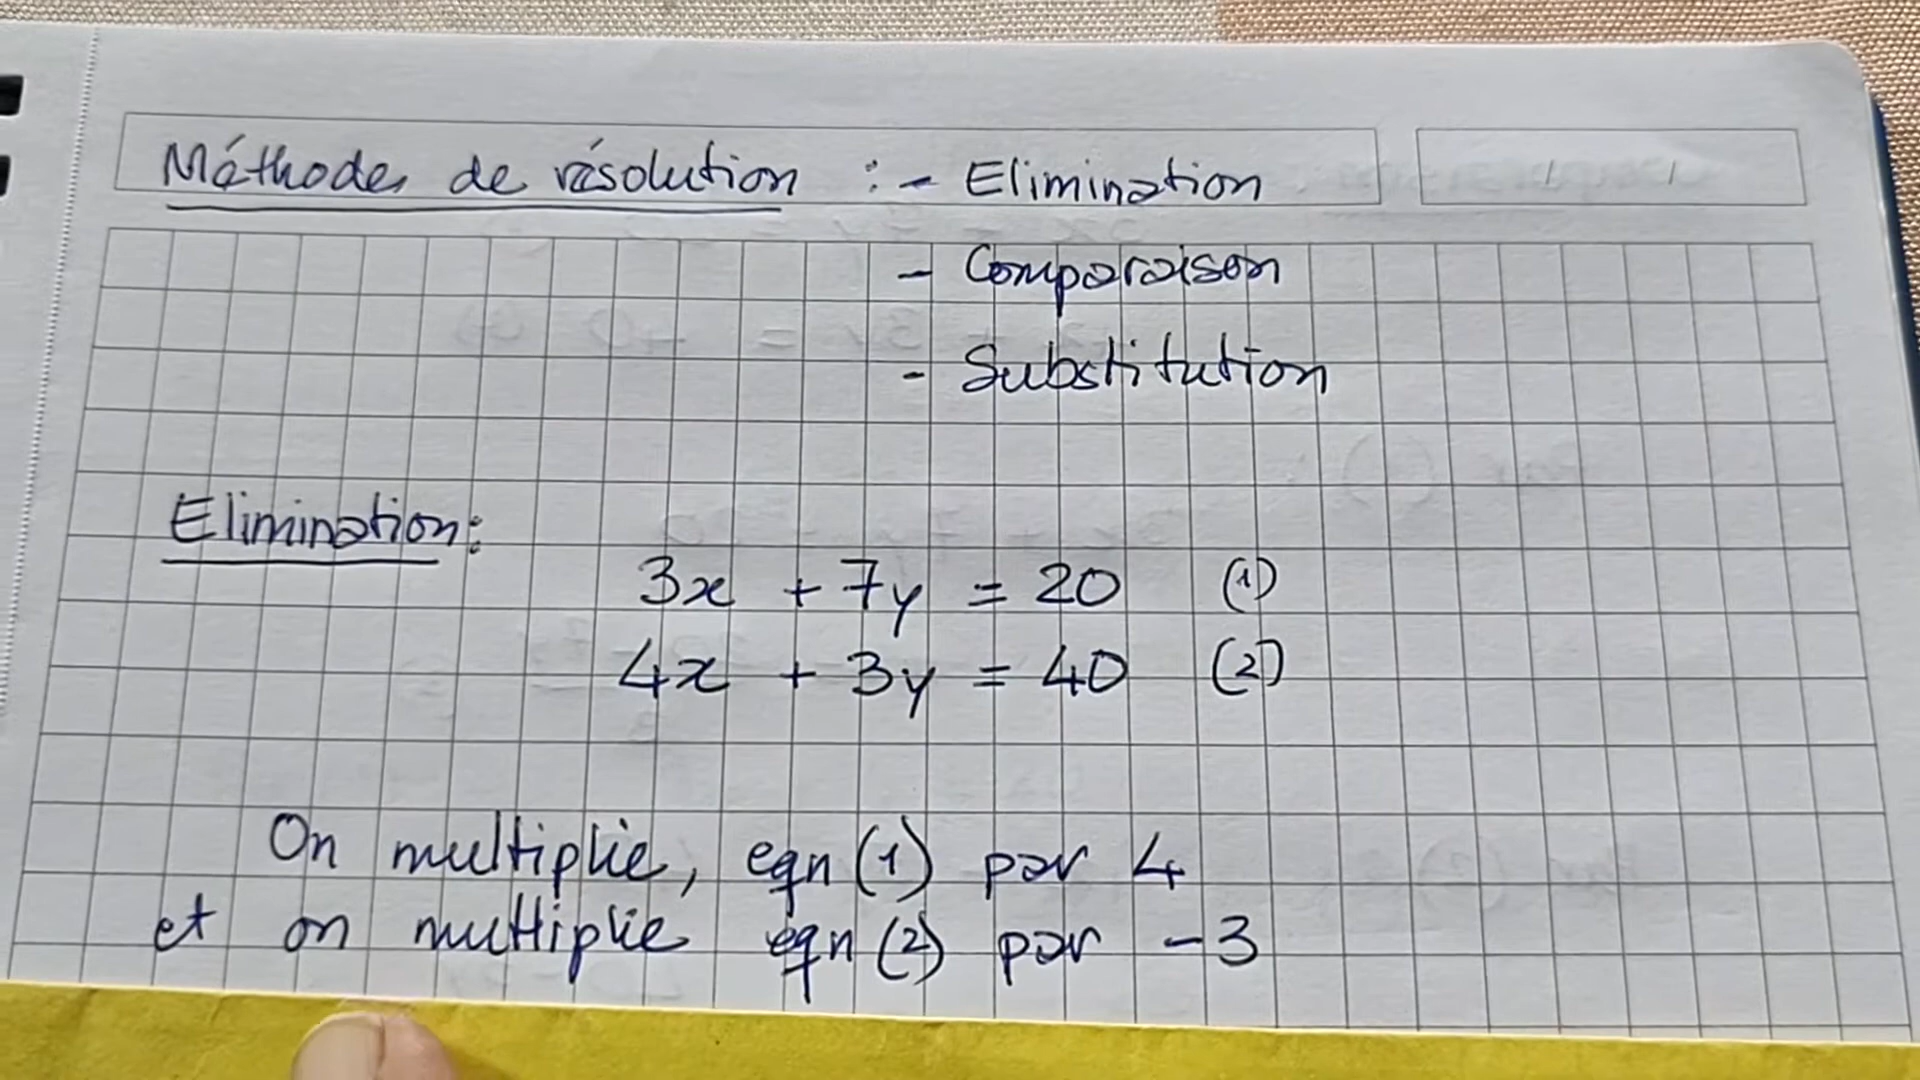 Méthode de résolution : - Elimination
- Comparaison
- Substitution
Elimination:
3x + 7y = 20 (1)
4x + 3y = 40 (2)
On multiplie, eqn (1) par 4
et on multiplie eqn (2) par -3